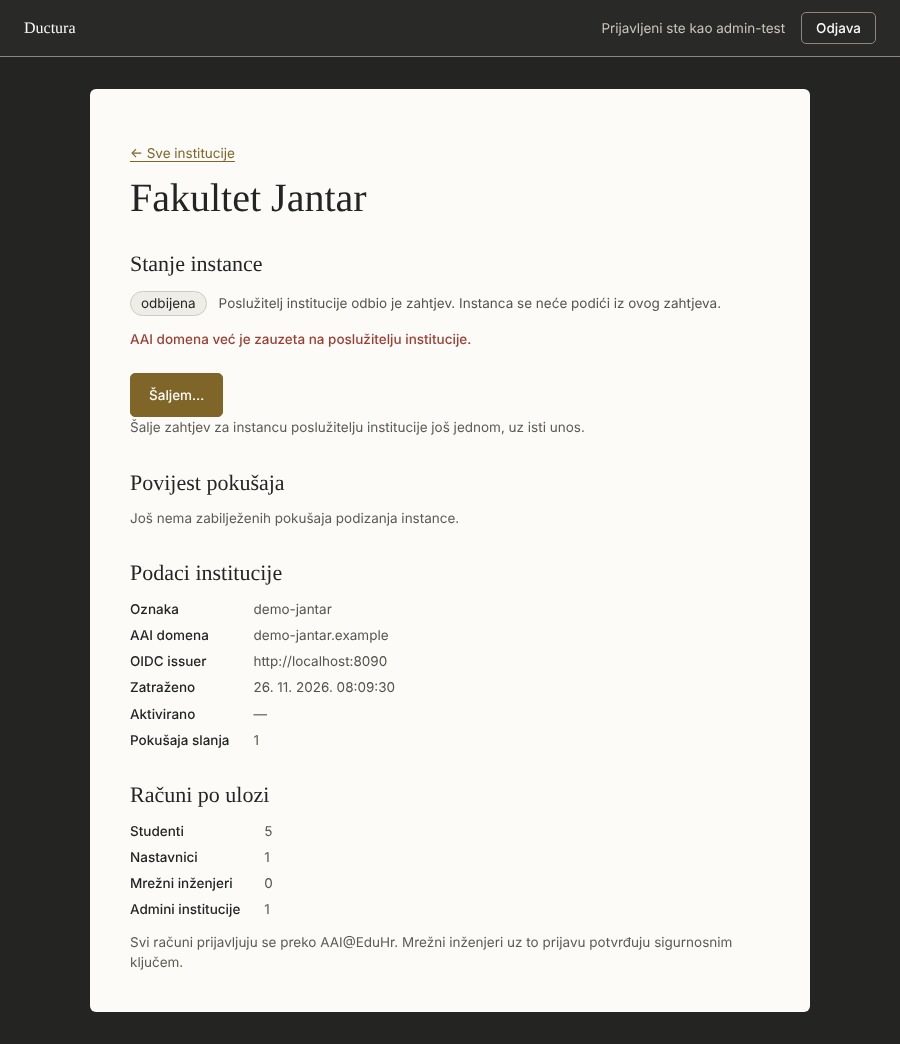 Ductura
Prijavljeni ste kao admin-test
Odjava
← Sve institucije
Fakultet Jantar
Stanje instance
odbijena
Poslužitelj institucije odbio je zahtjev. Instanca se neće podići iz ovog zahtjeva.
AAI domena već je zauzeta na poslužitelju institucije.
Šaljem...
Šalje zahtjev za instancu poslužitelju institucije još jednom, uz isti unos.
Povijest pokušaja
Još nema zabilježenih pokušaja podizanja instance.
Podaci institucije
Oznaka demo-jantar
AAI domena demo-jantar.example
OIDC issuer http://localhost:8090
Zatraženo 26. 11. 2026. 08:09:30
Aktivirano —
Pokušaja slanja 1
Računi po ulozi
Studenti 5
Nastavnici 1
Mrežni inženjeri 0
Admini institucije 1
Svi računi prijavljuju se preko AAI@EduHr. Mrežni inženjeri uz to prijavu potvrđuju sigurnosnim
ključem.